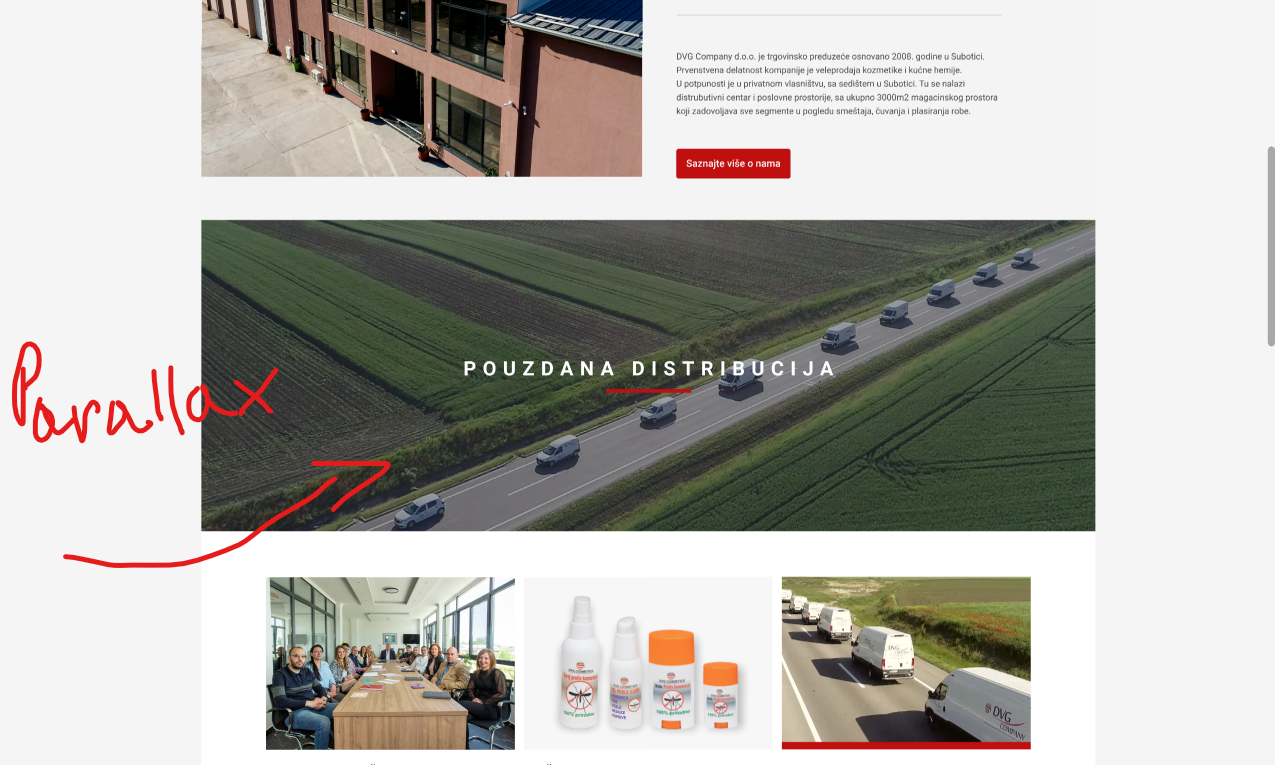 DVG Company d.o.o. je trgovinsko preduzeće osnovano 2008. godine u Subotici.
Prvenstvena delatnost kompanije je veleprodaja kozmetike i kućne hemije.
U potpunosti je u privatnom vlasništvu, sa sedištem u Subotici. Tu se nalazi
distrubutivni centar i poslovne prostorije, sa ukupno 3000m2 magacinskog prostora
koji zadovoljava sve segmente u pogledu smeštaja, čuvanja i plasiranja robe.
Saznajte više o nama
POUZDANA DISTRIBUCIJA
Parallax
DVG
COMPANY